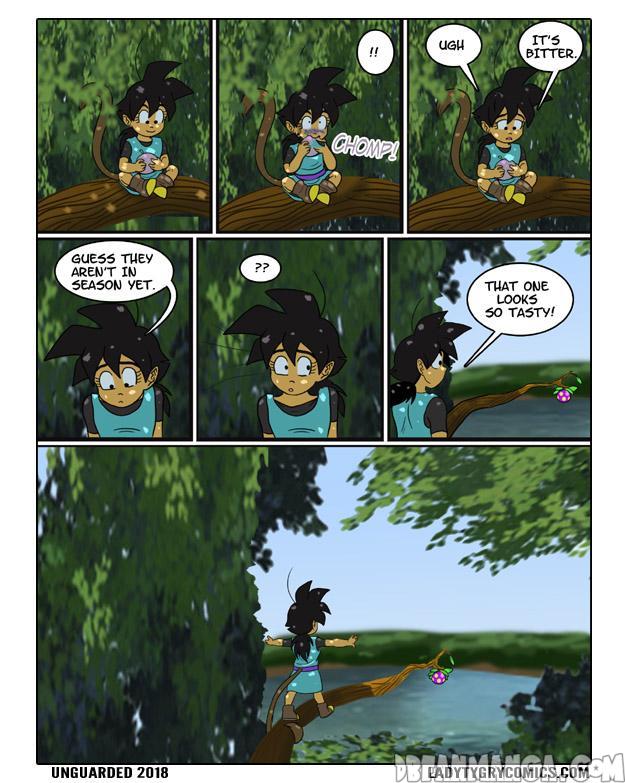 !!
CHOMP!
UGH
IT'S
BITTER.
GUESS THEY
AREN'T IN
SEASON YET.
??
THAT ONE
LOOKS
SO TASTY!
UNGUARDED 2018
LADYTYGRYCOMICS.COM
DBFANMANGA.COM